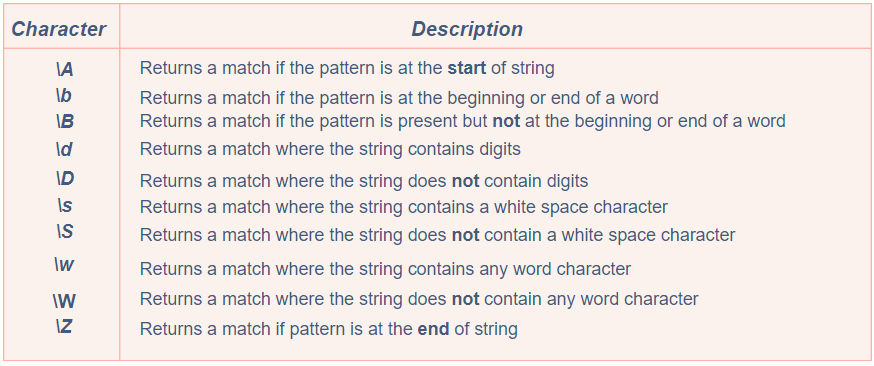 Character Description
\A Returns a match if the pattern is at the start of string
\b Returns a match if the pattern is at the beginning or end of a word
\B Returns a match if the pattern is present but not at the beginning or end of a word
\d Returns a match where the string contains digits
\D Returns a match where the string does not contain digits
\s Returns a match where the string contains a white space character
\S Returns a match where the string does not contain a white space character
\w Returns a match where the string contains any word character
\W Returns a match where the string does not contain any word character
\Z Returns a match if pattern is at the end of string